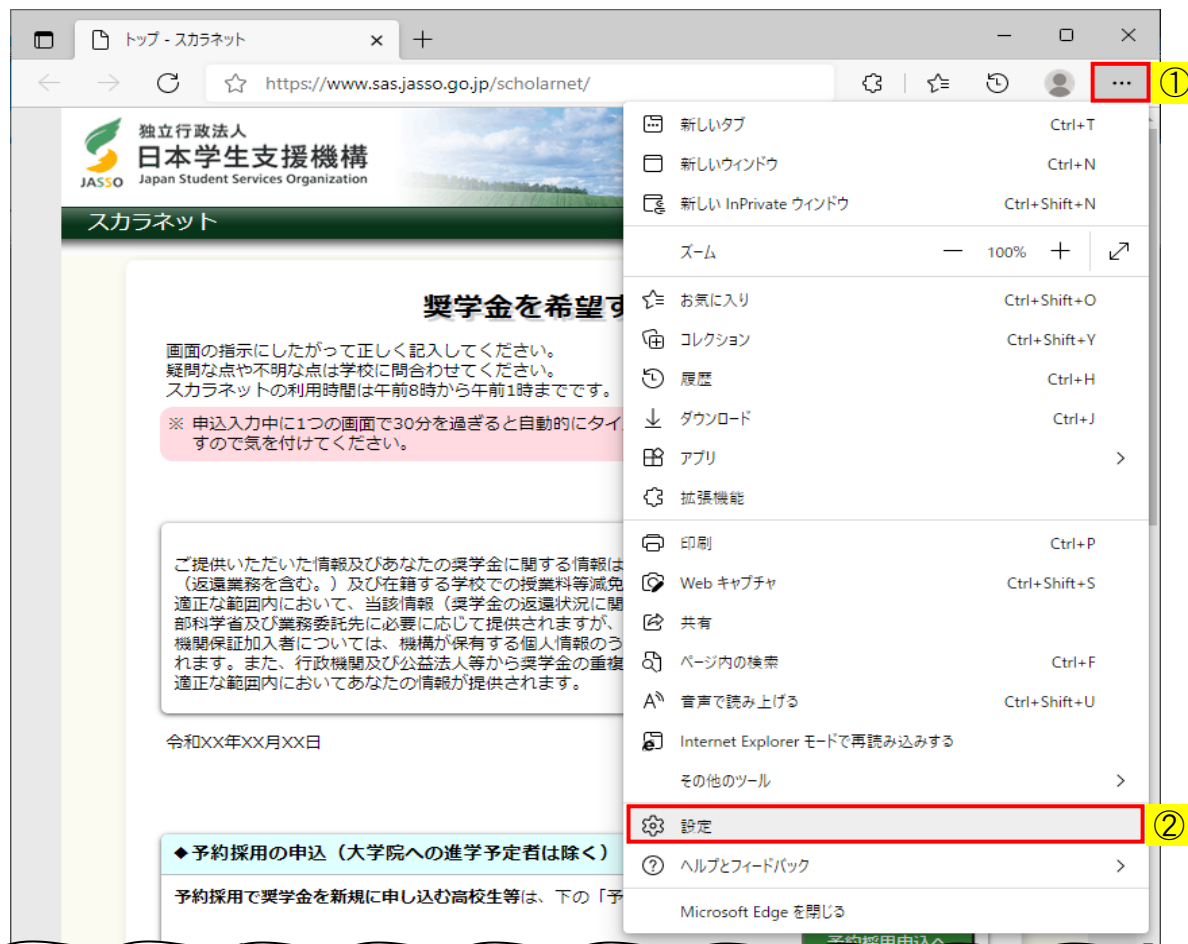 トップ - スカラネット
https://www.sas.jasso.go.jp/scholarnet/
①
独立行政法人
日本学生支援機構
JASSO Japan Student Services Organization
スカラネット
奨学金を希望す
画面の指示にしたがって正しく記入してください。
疑問な点や不明な点は学校に問合わせてください。
スカラネットの利用時間は午前8時から午前1時までです。
※ 申込入力中に1つの画面で30分を過ぎると自動的にタイ
すので気を付けてください。
ご提供いただいた情報及びあなたの奨学金に関する情報は
（返還業務を含む。）及び在籍する学校での授業料等減免
適正な範囲内において、当該情報（奨学金の返還状況に関
部科学省及び業務委託先に必要に応じて提供されますが、
機関保証加入者については、機構が保有する個人情報のう
れます。また、行政機関及び公益法人等から奨学金の重複
適正な範囲内においてあなたの情報が提供されます。
令和XX年XX月XX日
◆予約採用の申込（大学院への進学予定者は除く）
予約採用で奨学金を新規に申し込む高校生等は、下の「予
新しいタブ Ctrl+T
新しいウィンドウ Ctrl+N
新しい InPrivate ウィンドウ Ctrl+Shift+N
ズーム — 100% +
お気に入り Ctrl+Shift+O
コレクション Ctrl+Shift+Y
履歴 Ctrl+H
ダウンロード Ctrl+J
アプリ
拡張機能
印刷 Ctrl+P
Web キャプチャ Ctrl+Shift+S
共有
ページ内の検索 Ctrl+F
音声で読み上げる Ctrl+Shift+U
Internet Explorer モードで再読み込みする
その他のツール
設定
②
ヘルプとフィードバック
Microsoft Edge を閉じる
予約採用申込へ